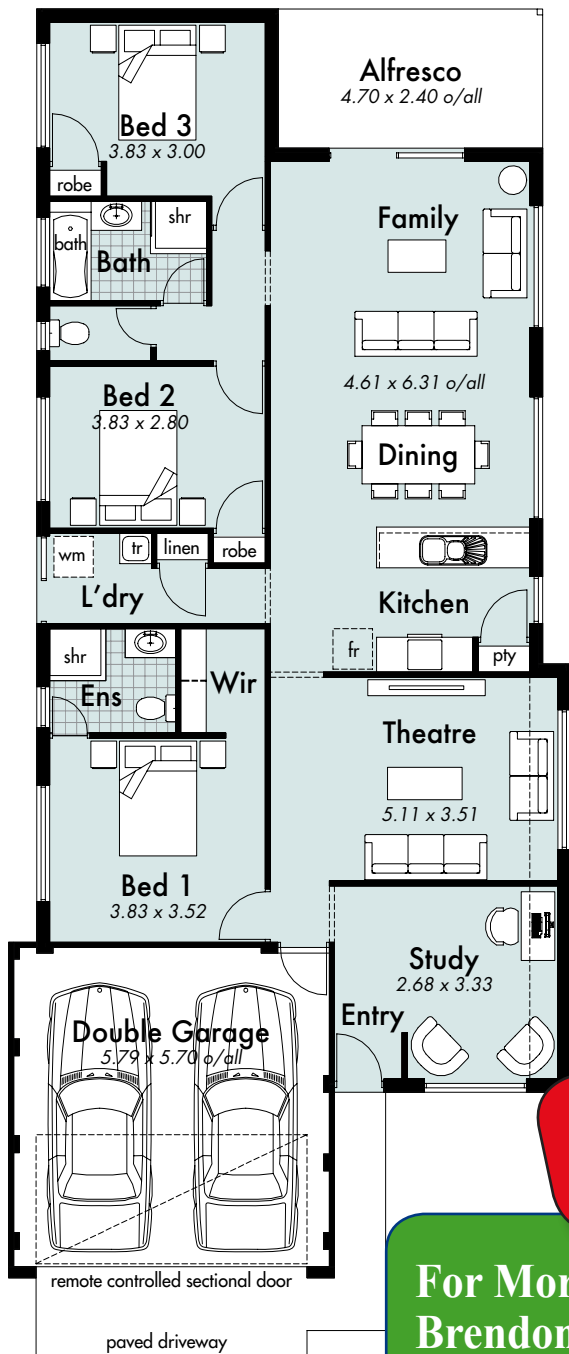 Alfresco
4.70 x 2.40 o/all
Bed 3
3.83 x 3.00
robe
bath
shr
Bath
Family
4.61 x 6.31 o/all
Bed 2
3.83 x 2.80
Dining
wm
tr
linen
robe
L'dry
Kitchen
fr
pty
shr
Ens
Wir
Theatre
5.11 x 3.51
Bed 1
3.83 x 3.52
Study
2.68 x 3.33
Entry
Double Garage
5.79 x 5.70 o/all
remote controlled sectional door
paved driveway
For Mor
Brendon